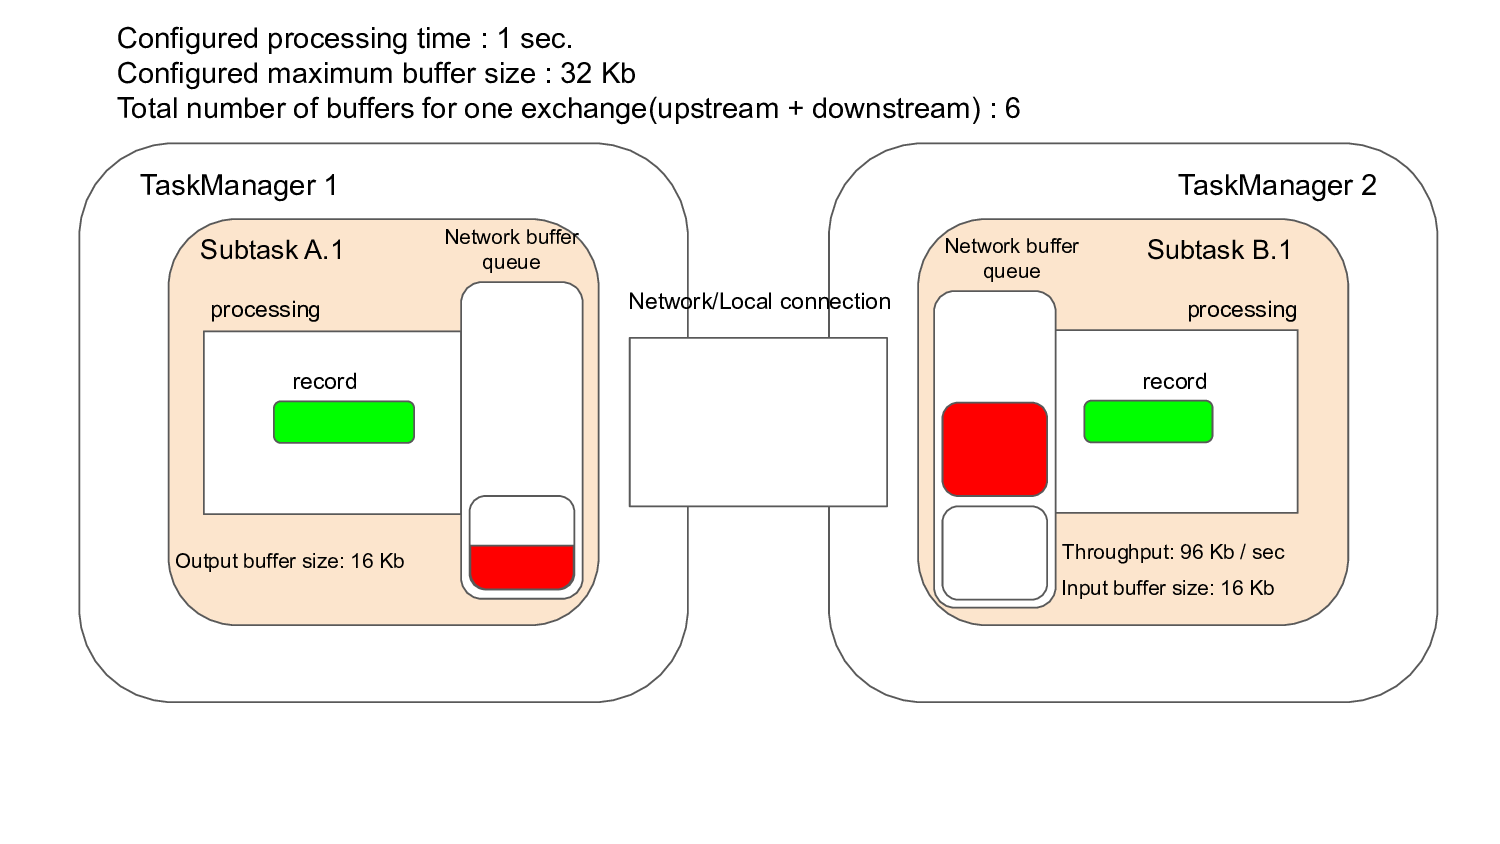 Configured processing time : 1 sec.
Configured maximum buffer size : 32 Kb
Total number of buffers for one exchange(upstream + downstream) : 6
TaskManager 1
Subtask A.1
Network buffer
queue
processing
record
Output buffer size: 16 Kb
Network/Local connection
TaskManager 2
Network buffer
queue
Subtask B.1
processing
record
Throughput: 96 Kb / sec
Input buffer size: 16 Kb